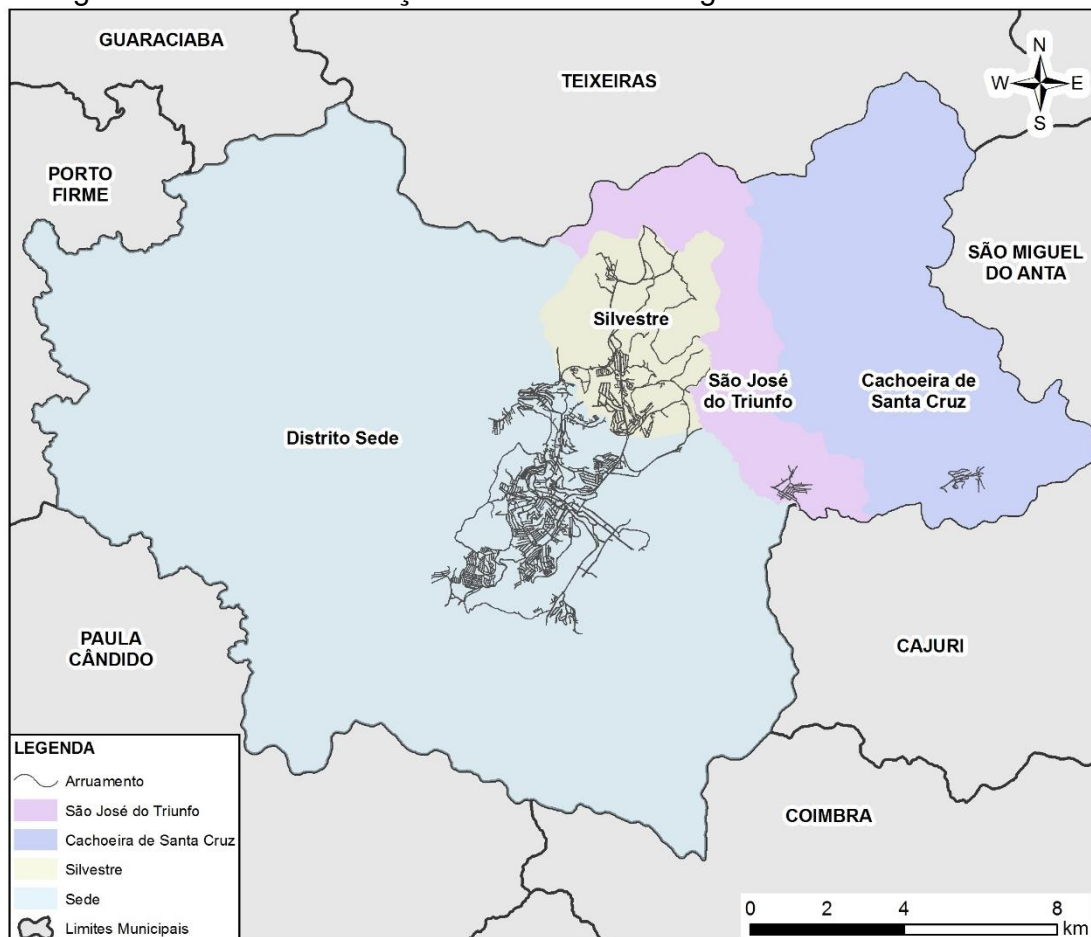 GUARACIABA
TEIXEIRAS
N
W
E
S
PORTO
FIRME
SÃO MIGUEL
DO ANTA
Silvestre
São José
do Triunfo
Cachoeira de
Santa Cruz
Distrito Sede
PAULA
CÂNDIDO
CAJURI
COIMBRA
LEGENDA
Arruamento
São José do Triunfo
Cachoeira de Santa Cruz
Silvestre
Sede
Limites Municipais
0 2 4 8
km